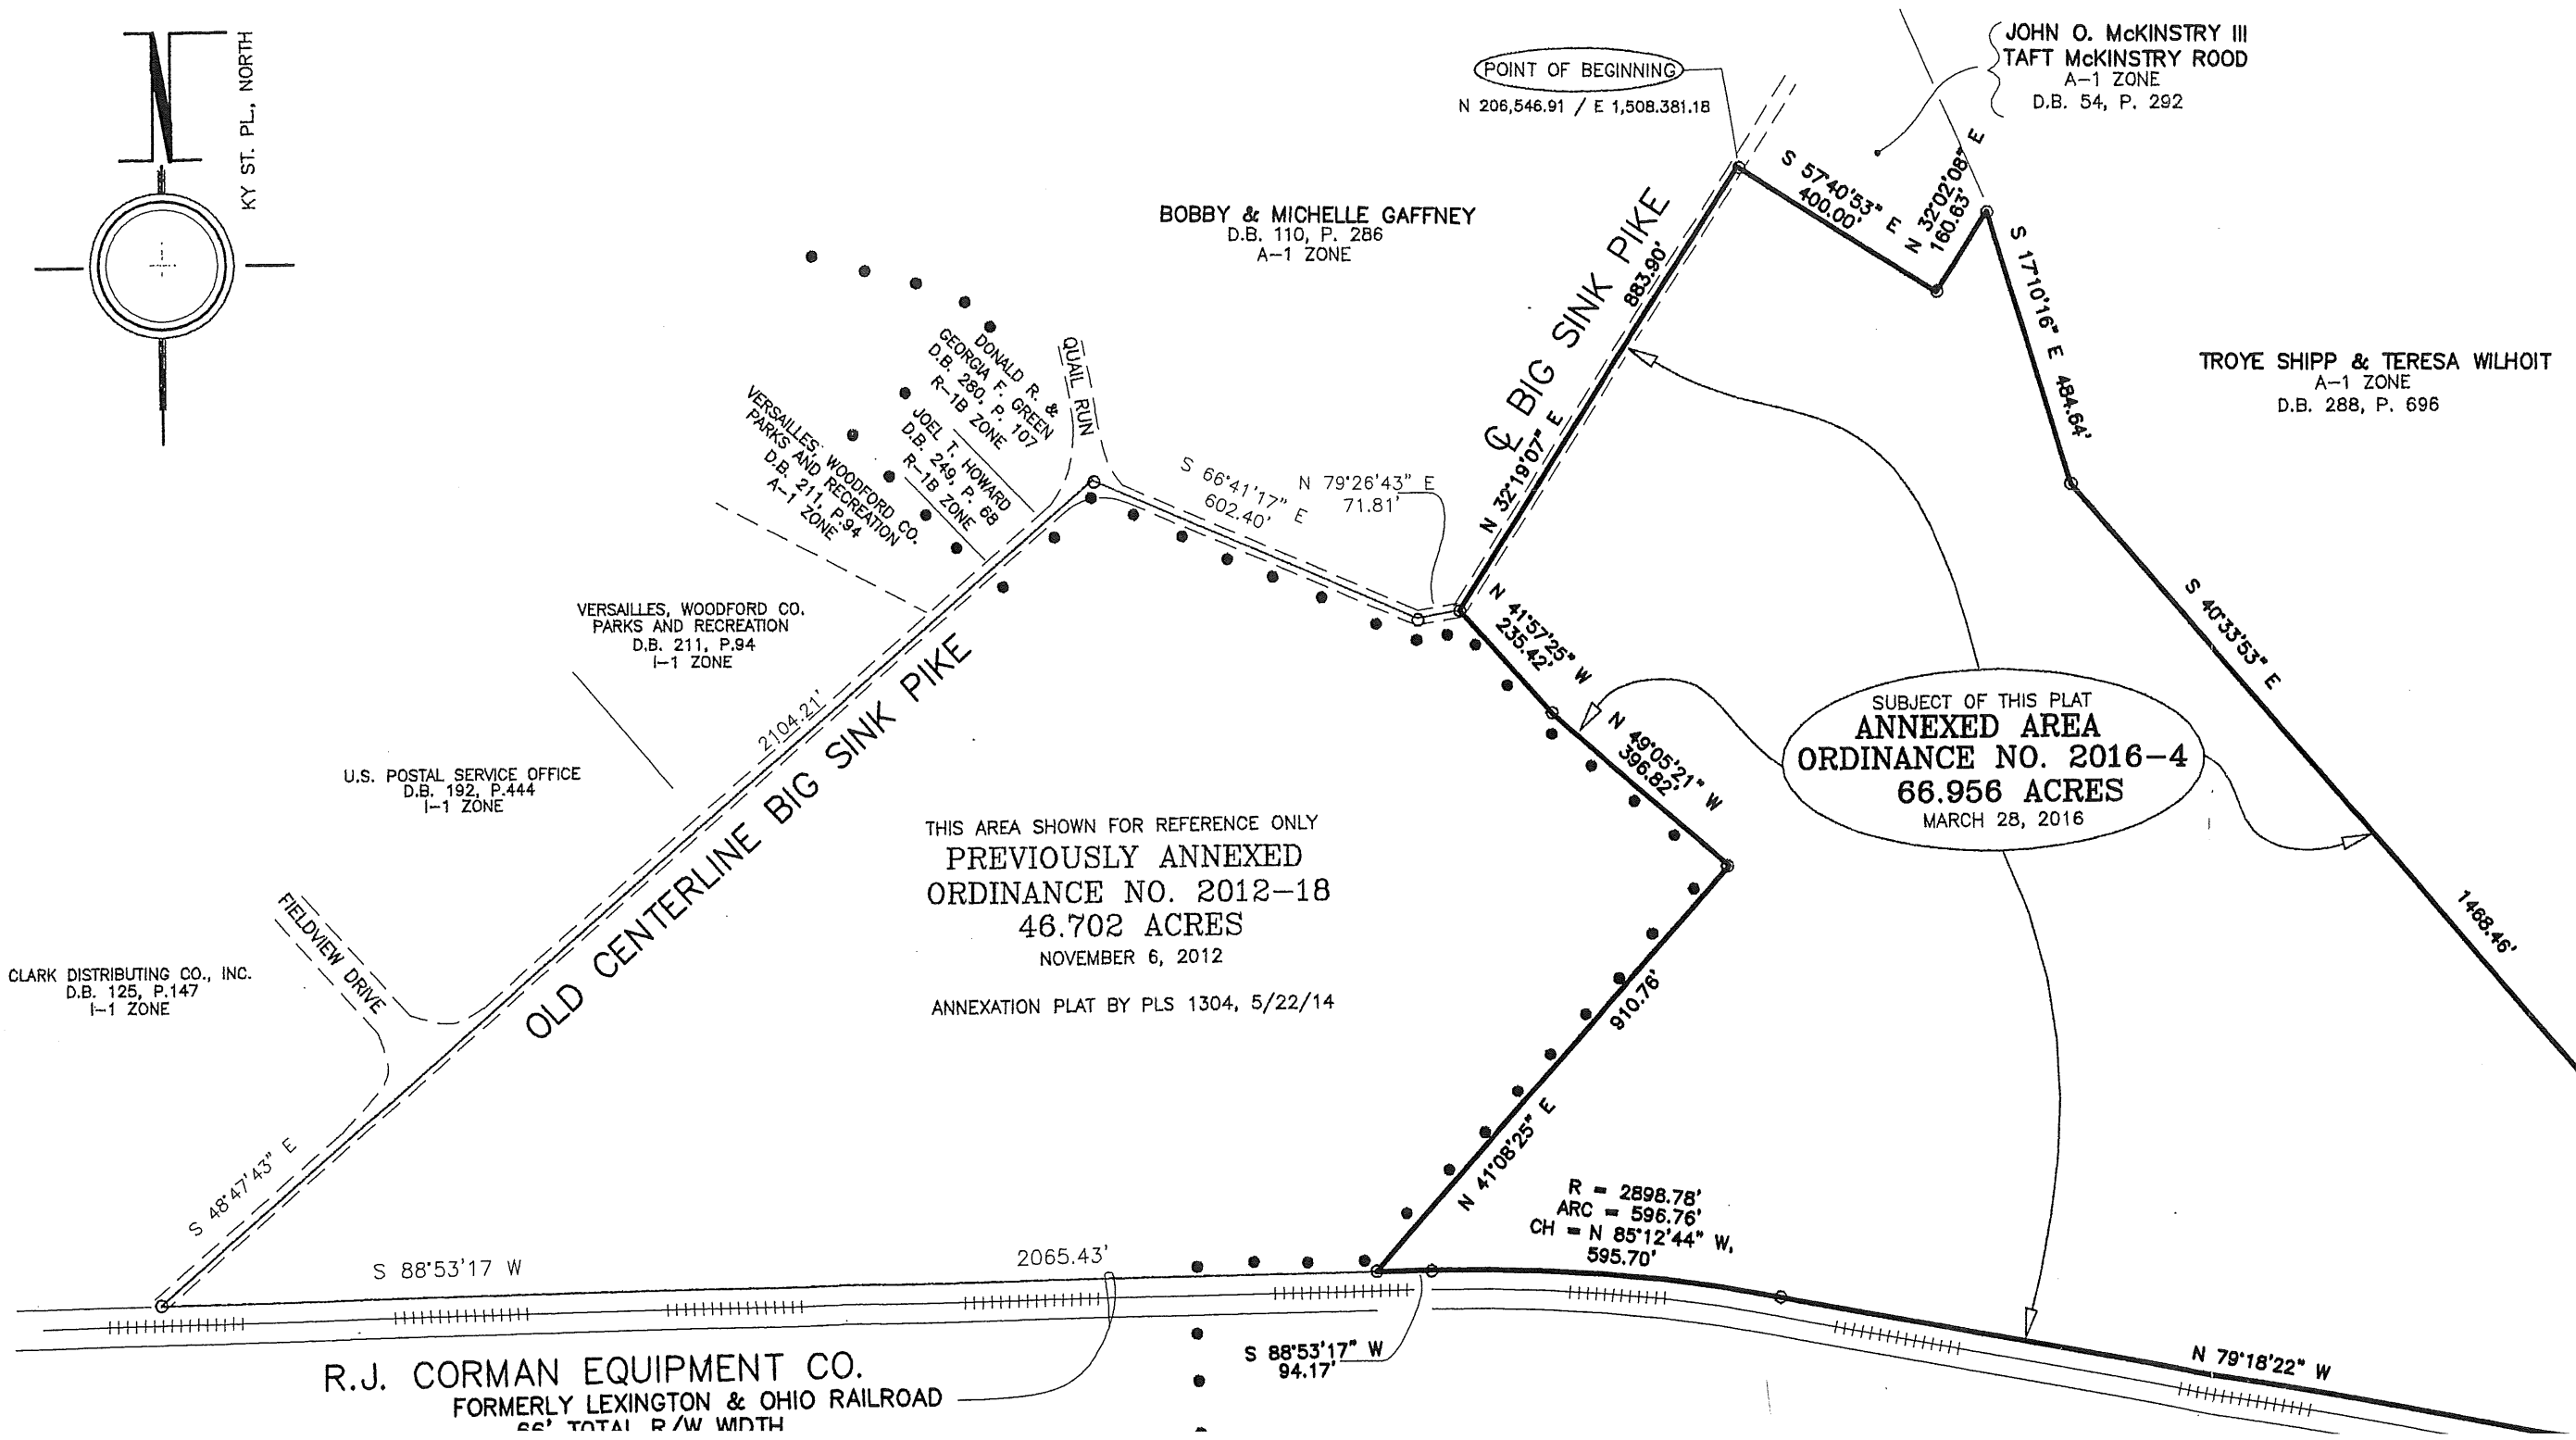 KY ST. PL., NORTH
POINT OF BEGINNING
N 206,546.91 / E 1,508.381.18
JOHN O. McKINSTRY III
TAFT McKINSTRY ROOD
A-1 ZONE
D.B. 54, P. 292
S 57°40'53" E
400.00'
N 32°02'08" E
160.63'
S 17°10'16" E 484.64'
BOBBY & MICHELLE GAFFNEY
D.B. 110, P. 286
A-1 ZONE
℄ BIG SINK PIKE
N 32°19'07" E
883.90'
TROYE SHIPP & TERESA WILHOIT
A-1 ZONE
D.B. 288, P. 696
DONALD R. &
GEORGIA F. GREEN
D.B. 280, P. 107
R-1B ZONE
QUAIL RUN
JOEL T. HOWARD
D.B. 249, P. 68
R-1B ZONE
VERSAILLES, WOODFORD CO.
PARKS AND RECREATION
D.B. 211, P.94
A-1 ZONE
S 66°41'17" E
602.40'
N 79°26'43" E
71.81'
VERSAILLES, WOODFORD CO.
PARKS AND RECREATION
D.B. 211, P.94
I-1 ZONE
N 41°57'25" W
235.42'
N 49°05'21" W
396.82'
S 40°33'53" E
1468.46'
SUBJECT OF THIS PLAT
ANNEXED AREA
ORDINANCE NO. 2016-4
66.956 ACRES
MARCH 28, 2016
2104.21'
OLD CENTERLINE BIG SINK PIKE
S 48°47'43" E
U.S. POSTAL SERVICE OFFICE
D.B. 192, P.444
I-1 ZONE
THIS AREA SHOWN FOR REFERENCE ONLY
PREVIOUSLY ANNEXED
ORDINANCE NO. 2012-18
46.702 ACRES
NOVEMBER 6, 2012
ANNEXATION PLAT BY PLS 1304, 5/22/14
FIELDVIEW DRIVE
CLARK DISTRIBUTING CO., INC.
D.B. 125, P.147
I-1 ZONE
910.76'
N 41°08'25" E
R = 2898.78'
ARC = 596.76'
CH = N 85°12'44" W,
595.70'
S 88°53'17 W
2065.43'
S 88°53'17" W
94.17'
N 79°18'22" W
R.J. CORMAN EQUIPMENT CO.
FORMERLY LEXINGTON & OHIO RAILROAD
66' TOTAL R/W WIDTH